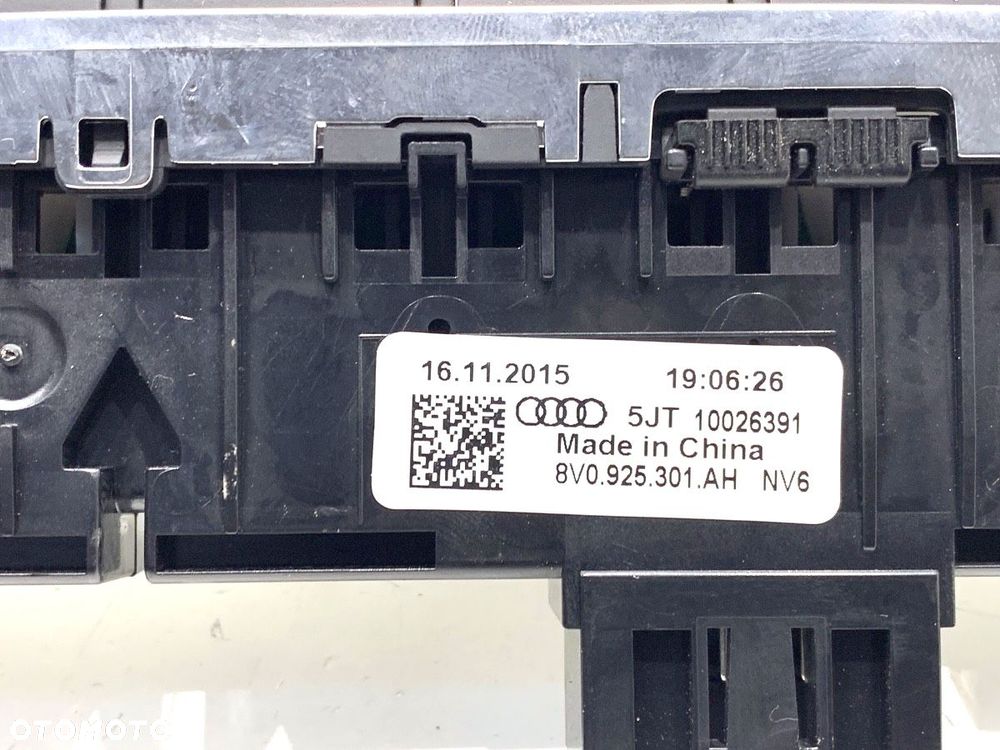 16.11.2015 19:06:26
5JT 10026391
Made in China
8V0.925.301.AH NV6
OTOMOTO